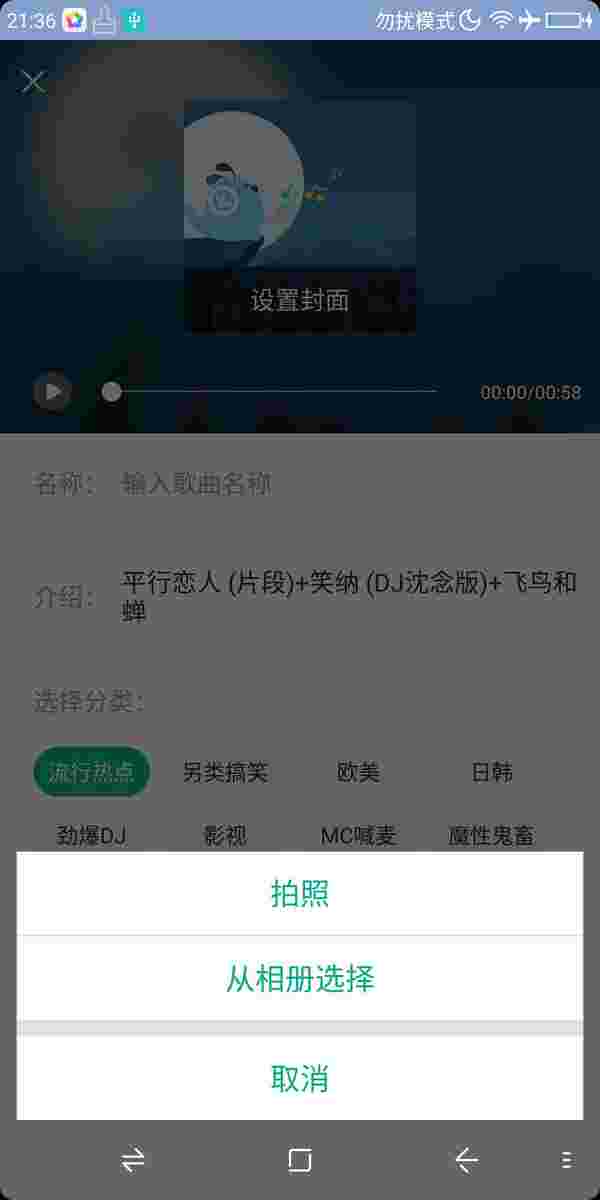 21:36 勿扰模式
设置封面
00:00/00:58
名称： 输入歌曲名称
介绍： 平行恋人 (片段)+笑纳 (DJ沈念版)+飞鸟和
蝉
选择分类：
流行热点 另类搞笑 欧美 日韩
劲爆DJ 影视 MC喊麦 魔性鬼畜
拍照
从相册选择
取消